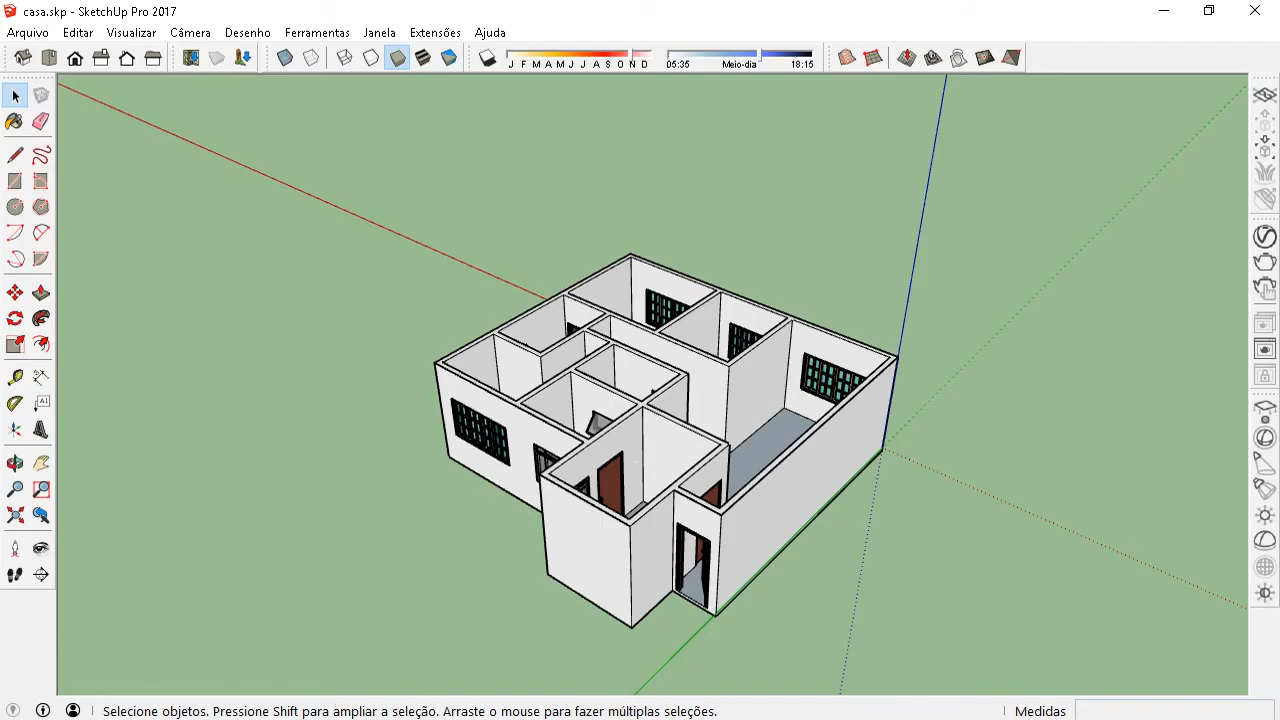 casa.skp - SketchUp Pro 2017
Arquivo Editar Visualizar Câmera Desenho Ferramentas Janela Extensões Ajuda
J F M A M J J A S O N D 05:35 Meio-dia 18:15
A1
Selecione objetos. Pressione Shift para ampliar a seleção. Arraste o mouse para fazer múltiplas seleções. Medidas